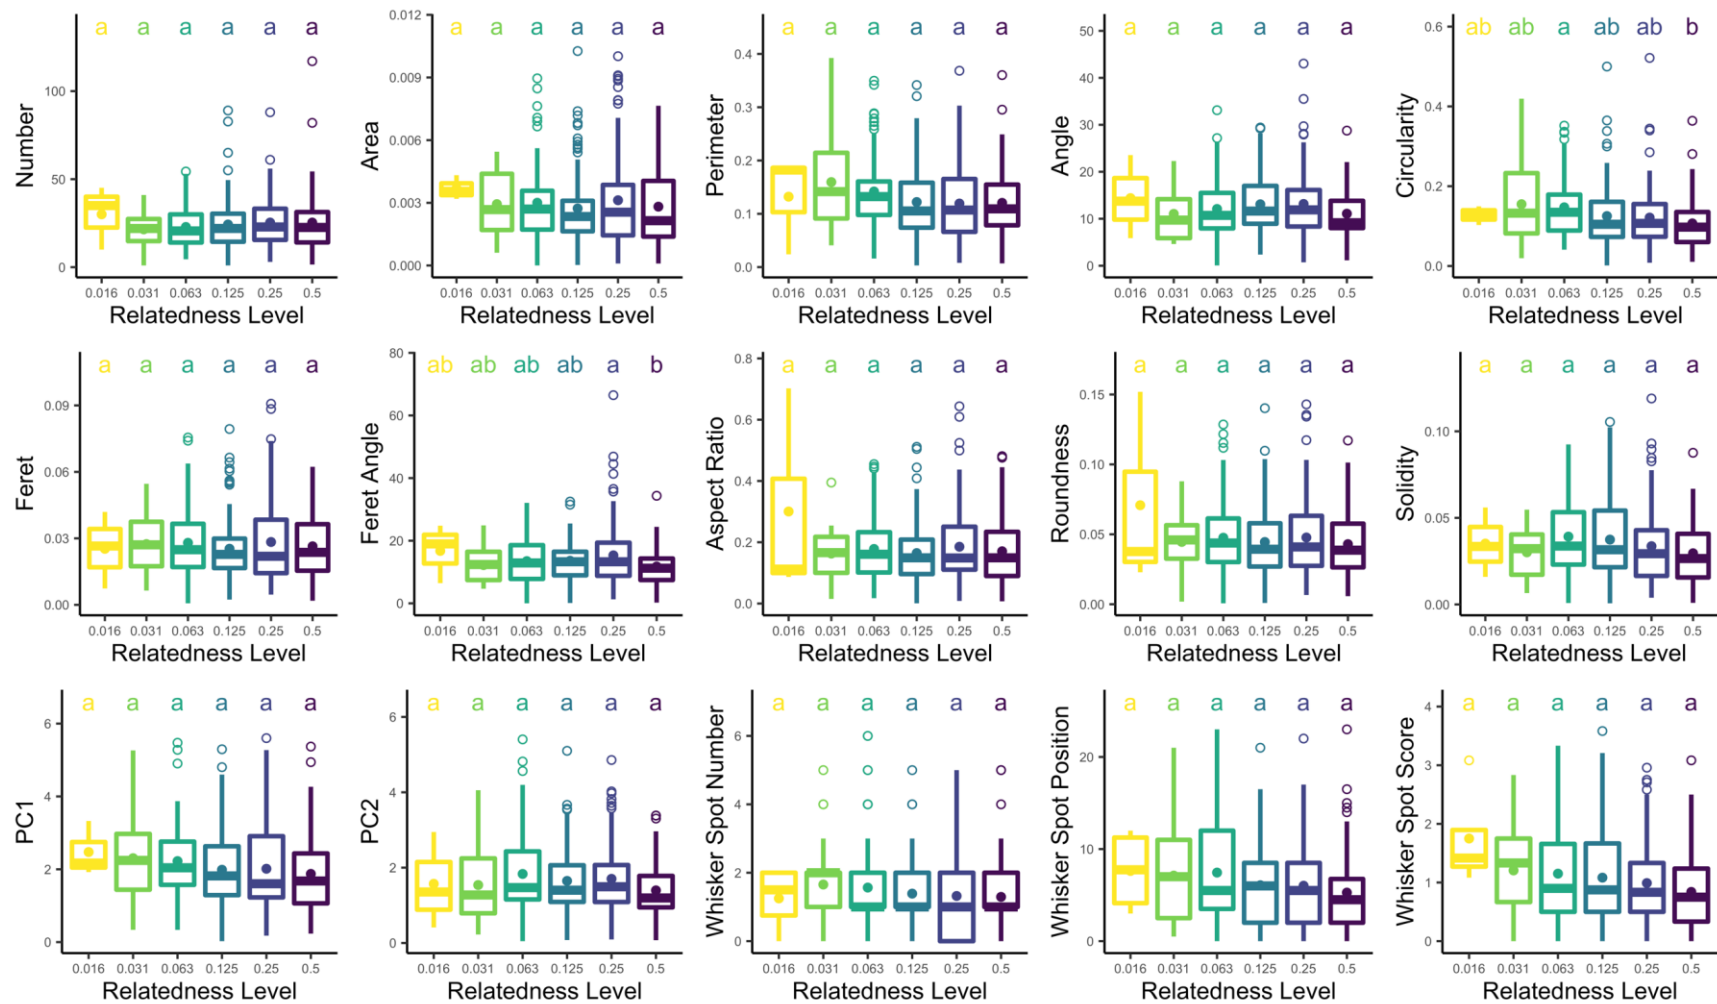 a a a a a a
Number
100
50
0
0.016 0.031 0.063 0.125 0.25 0.5
Relatedness Level
a a a a a a
Area
0.012
0.009
0.006
0.003
0.000
0.016 0.031 0.063 0.125 0.25 0.5
Relatedness Level
a a a a a a
Perimeter
0.4
0.3
0.2
0.1
0.0
0.016 0.031 0.063 0.125 0.25 0.5
Relatedness Level
a a a a a a
Angle
50
40
30
20
10
0
0.016 0.031 0.063 0.125 0.25 0.5
Relatedness Level
ab ab a ab ab b
Circularity
0.6
0.4
0.2
0.0
0.016 0.031 0.063 0.125 0.25 0.5
Relatedness Level
a a a a a a
Feret
0.09
0.06
0.03
0.00
0.016 0.031 0.063 0.125 0.25 0.5
Relatedness Level
ab ab ab ab a b
Feret Angle
80
60
40
20
0
0.016 0.031 0.063 0.125 0.25 0.5
Relatedness Level
a a a a a a
Aspect Ratio
0.8
0.6
0.4
0.2
0.0
0.016 0.031 0.063 0.125 0.25 0.5
Relatedness Level
a a a a a a
Roundness
0.15
0.10
0.05
0.00
0.016 0.031 0.063 0.125 0.25 0.5
Relatedness Level
a a a a a a
Solidity
0.10
0.05
0.00
0.016 0.031 0.063 0.125 0.25 0.5
Relatedness Level
a a a a a a
PC1
6
4
2
0
0.016 0.031 0.063 0.125 0.25 0.5
Relatedness Level
a a a a a a
PC2
6
4
2
0
0.016 0.031 0.063 0.125 0.25 0.5
Relatedness Level
a a a a a a
Whisker Spot Number
6
4
2
0
0.016 0.031 0.063 0.125 0.25 0.5
Relatedness Level
a a a a a a
Whisker Spot Position
20
10
0
0.016 0.031 0.063 0.125 0.25 0.5
Relatedness Level
a a a a a a
Whisker Spot Score
4
3
2
1
0
0.016 0.031 0.063 0.125 0.25 0.5
Relatedness Level